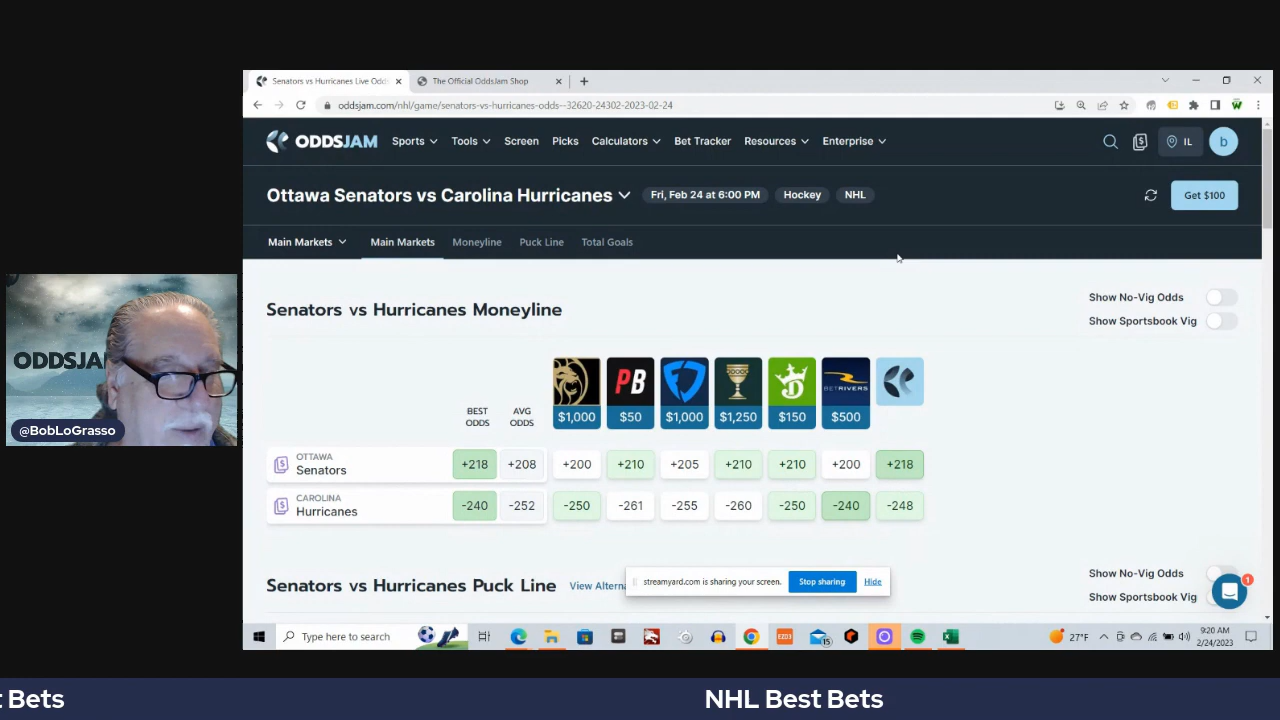 Senators vs Hurricanes Live Odds
The Official OddsJam Shop
oddsjam.com/nhl/game/senators-vs-hurricanes-odds--32620-24302-2023-02-24
ODDSJAM
Sports
Tools
Screen
Picks
Calculators
Bet Tracker
Resources
Enterprise
IL
b
Ottawa Senators vs Carolina Hurricanes
Fri, Feb 24 at 6:00 PM
Hockey
NHL
Get $100
Main Markets
Main Markets
Moneyline
Puck Line
Total Goals
Senators vs Hurricanes Moneyline
Show No-Vig Odds
Show Sportsbook Vig
PB
BETRIVERS
BEST ODDS
AVG ODDS
$1,000
$50
$1,000
$1,250
$150
$500
OTTAWA
Senators
+218
+208
+200
+210
+205
+210
+210
+200
+218
CAROLINA
Hurricanes
-240
-252
-250
-261
-255
-260
-250
-240
-248
Senators vs Hurricanes Puck Line
View Alterna
Show No-Vig Odds
Show Sportsbook Vig
1
streamyard.com is sharing your screen.
Stop sharing
Hide
Type here to search
EZD3
15
27°F
9:20 AM
2/24/2023
ODDSJA
@BobLoGrasso
t Bets
NHL Best Bets